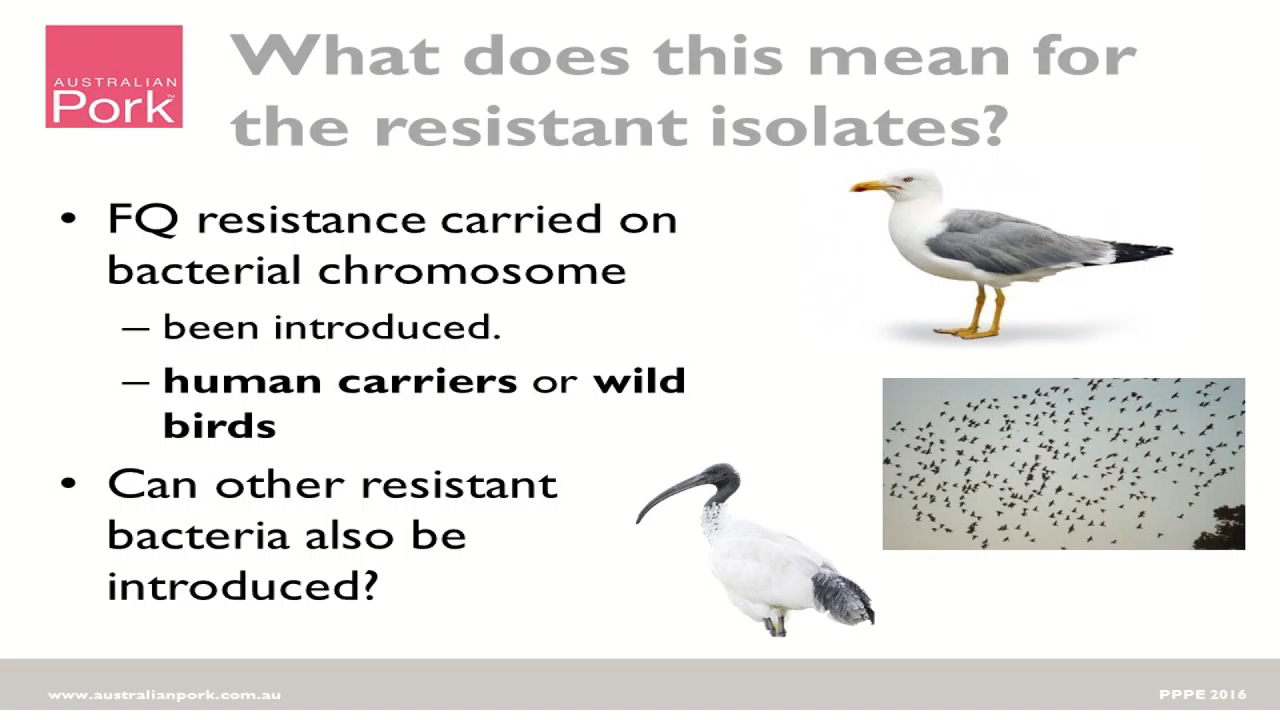 AUSTRALIAN
Pork™
What does this mean for
the resistant isolates?
• FQ resistance carried on
bacterial chromosome
– been introduced.
– human carriers or wild
birds
• Can other resistant
bacteria also be
introduced?
www.australianpork.com.au
PPPE 2016